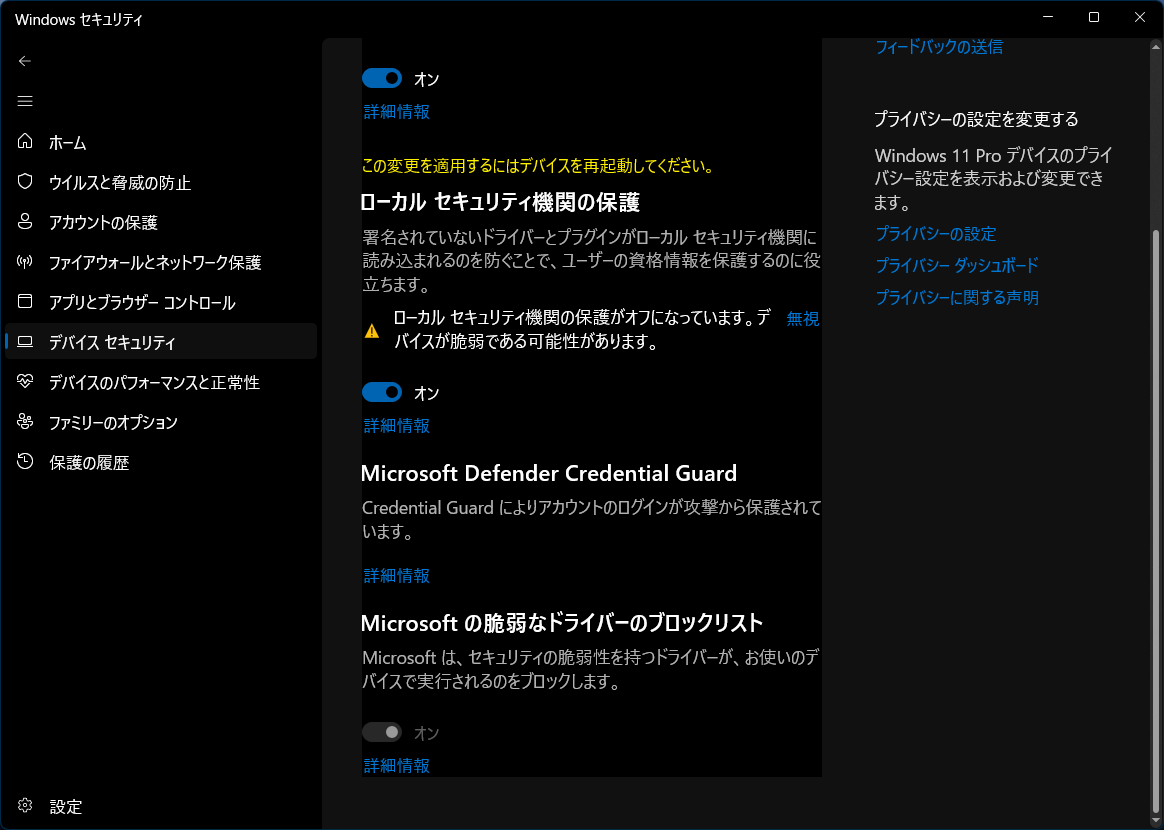 Windows セキュリティ
ホーム
ウイルスと脅威の防止
アカウントの保護
ファイアウォールとネットワーク保護
アプリとブラウザー コントロール
デバイス セキュリティ
デバイスのパフォーマンスと正常性
ファミリーのオプション
保護の履歴
設定
オン
詳細情報
この変更を適用するにはデバイスを再起動してください。
ローカル セキュリティ機関の保護
署名されていないドライバーとプラグインがローカル セキュリティ機関に
読み込まれるのを防ぐことで、ユーザーの資格情報を保護するのに役
立ちます。
ローカル セキュリティ機関の保護がオフになっています。デ 無視
バイスが脆弱である可能性があります。
オン
詳細情報
Microsoft Defender Credential Guard
Credential Guard によりアカウントのログインが攻撃から保護されて
います。
詳細情報
Microsoft の脆弱なドライバーのブロックリスト
Microsoft は、セキュリティの脆弱性を持つドライバーが、お使いのデ
バイスで実行されるのをブロックします。
オン
詳細情報
フィードバックの送信
プライバシーの設定を変更する
Windows 11 Pro デバイスのプライ
バシー設定を表示および変更でき
ます。
プライバシーの設定
プライバシー ダッシュボード
プライバシーに関する声明